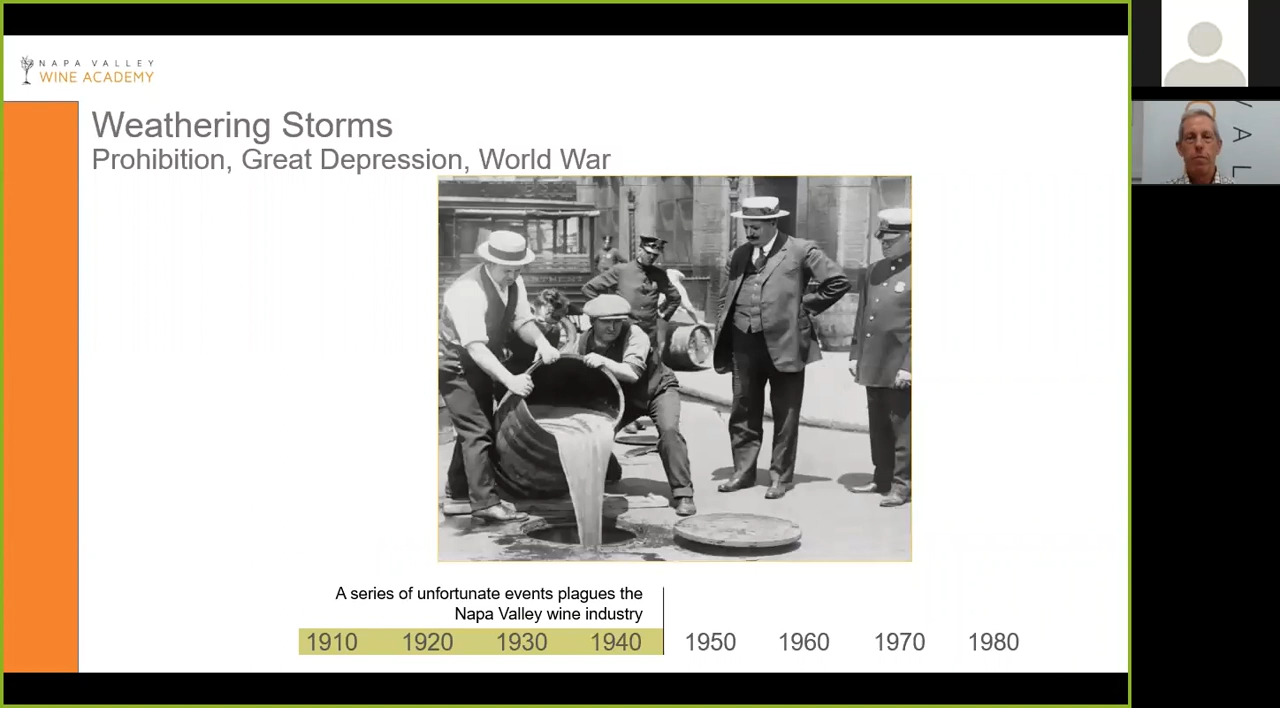 NAPA VALLEY
WINE ACADEMY
Weathering Storms
Prohibition, Great Depression, World War
A series of unfortunate events plagues the
Napa Valley wine industry
1910 1920 1930 1940 1950 1960 1970 1980
VAL